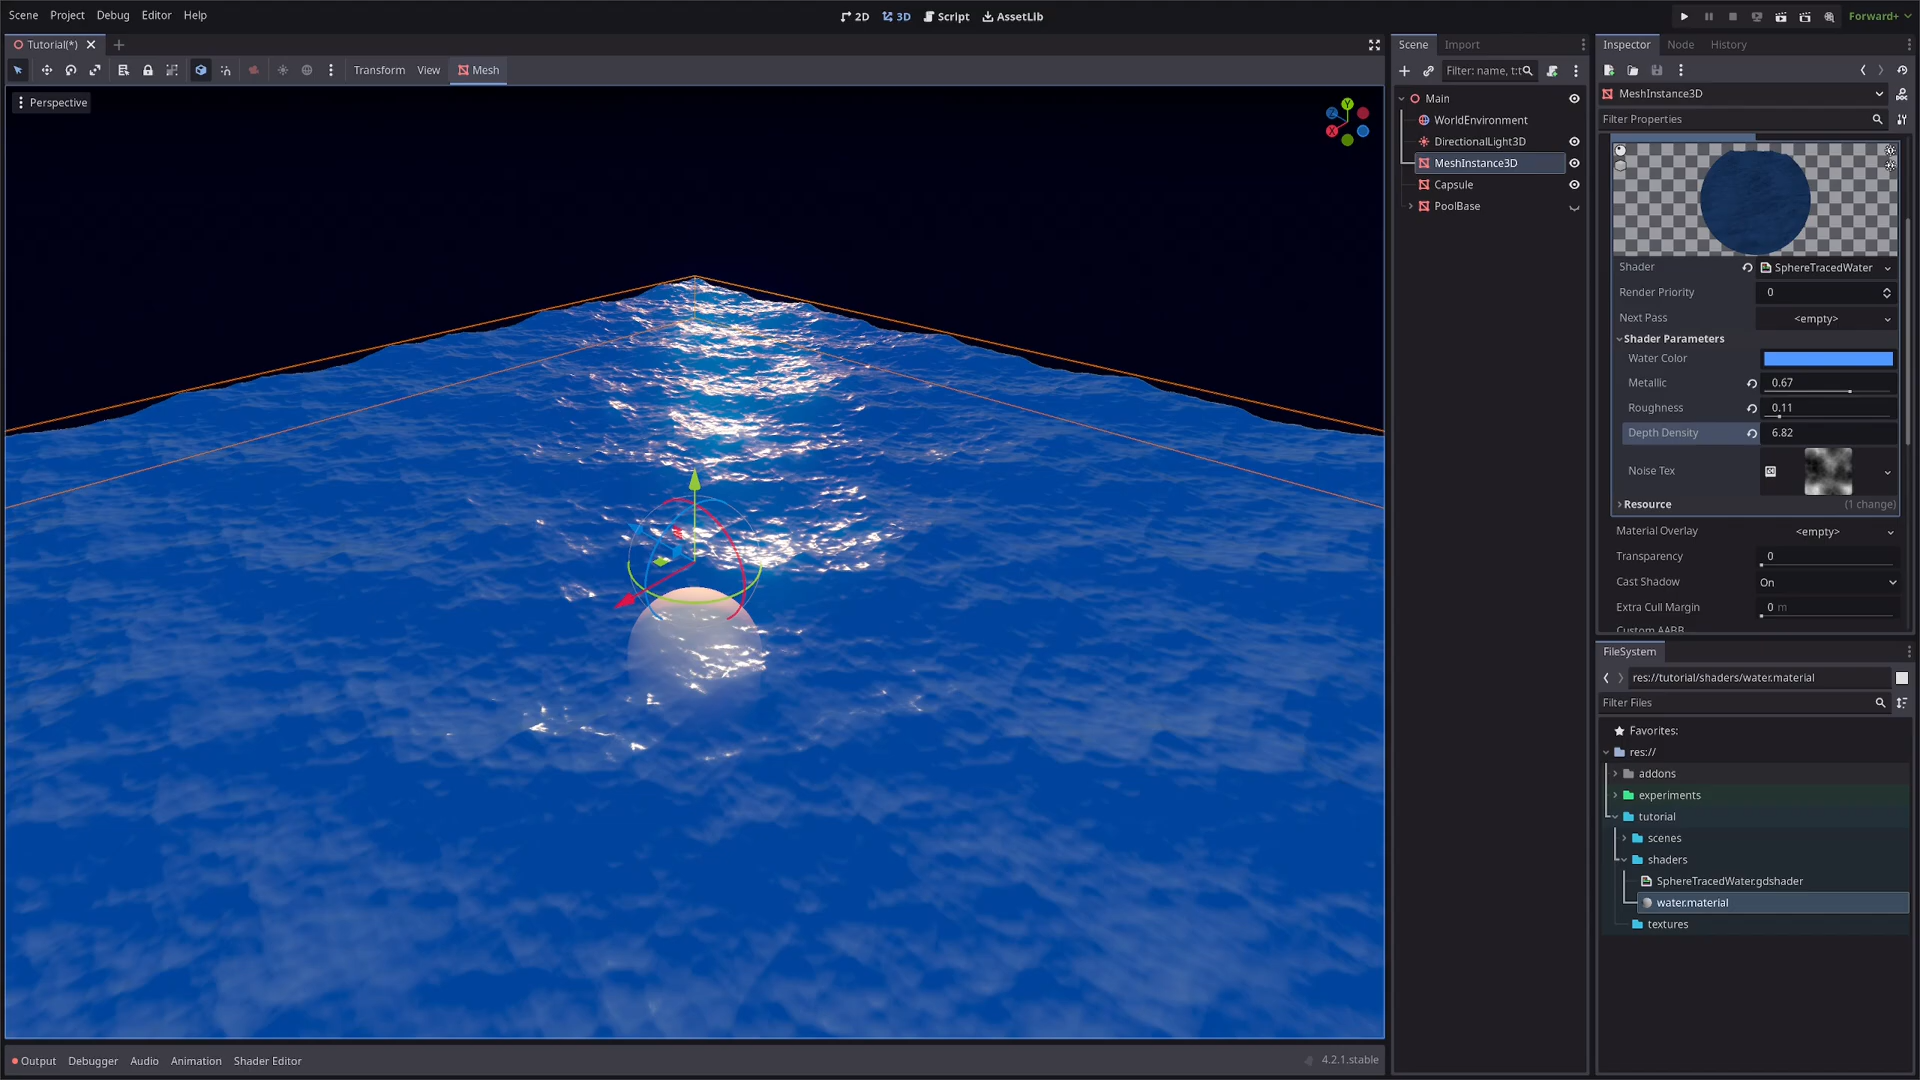 Scene Project Debug Editor Help
2D 3D Script AssetLib
Forward+
Tutorial(*)
Transform View Mesh
Perspective
Y
X
Z
Output Debugger Audio Animation Shader Editor
4.2.1.stable
Scene Import
Filter: name, t:t
Main
WorldEnvironment
DirectionalLight3D
MeshInstance3D
Capsule
PoolBase
Inspector Node History
MeshInstance3D
Filter Properties
Shader SphereTracedWater
Render Priority 0
Next Pass <empty>
Shader Parameters
Water Color
Metallic 0.67
Roughness 0.11
Depth Density 6.82
Noise Tex
Resource (1 change)
Material Overlay <empty>
Transparency 0
Cast Shadow On
Extra Cull Margin 0 m
Custom AABB
FileSystem
res://tutorial/shaders/water.material
Filter Files
Favorites:
res://
addons
experiments
tutorial
scenes
shaders
SphereTracedWater.gdshader
water.material
textures